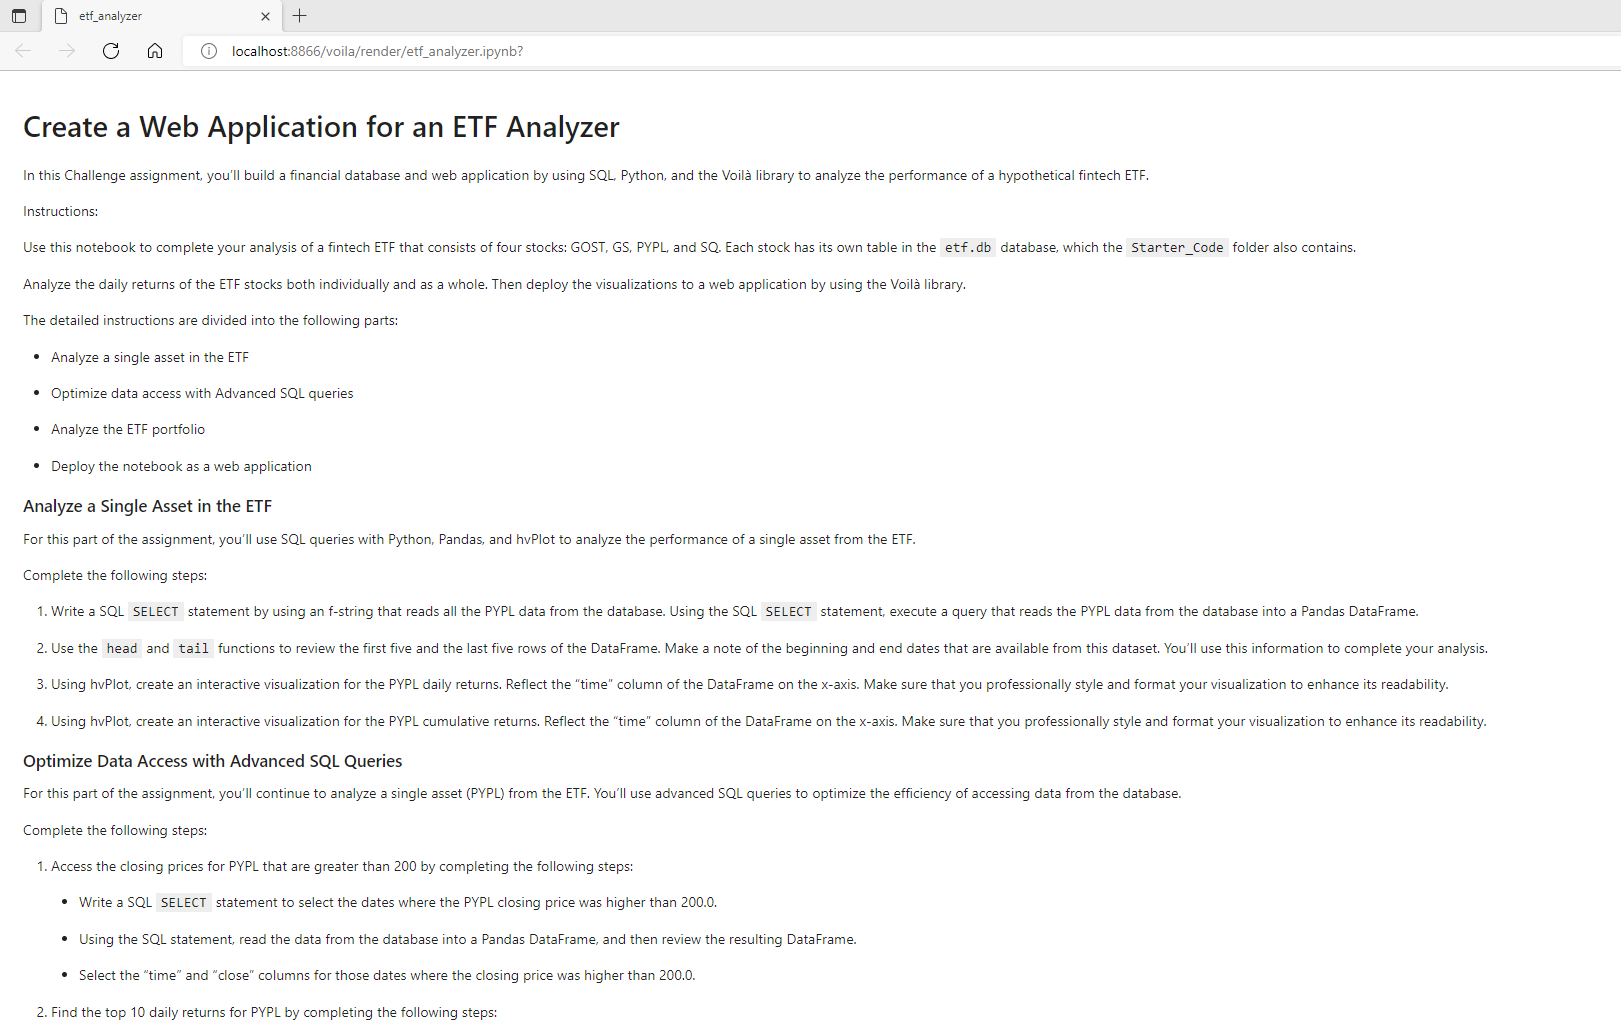 etf_analyzer
localhost:8866/voila/render/etf_analyzer.ipynb?
Create a Web Application for an ETF Analyzer
In this Challenge assignment, you'll build a financial database and web application by using SQL, Python, and the Voilà library to analyze the performance of a hypothetical fintech ETF.
Instructions:
Use this notebook to complete your analysis of a fintech ETF that consists of four stocks: GOST, GS, PYPL, and SQ. Each stock has its own table in the etf.db database, which the Starter_Code folder also contains.
Analyze the daily returns of the ETF stocks both individually and as a whole. Then deploy the visualizations to a web application by using the Voilà library.
The detailed instructions are divided into the following parts:
• Analyze a single asset in the ETF
• Optimize data access with Advanced SQL queries
• Analyze the ETF portfolio
• Deploy the notebook as a web application
Analyze a Single Asset in the ETF
For this part of the assignment, you'll use SQL queries with Python, Pandas, and hvPlot to analyze the performance of a single asset from the ETF.
Complete the following steps:
1. Write a SQL SELECT statement by using an f-string that reads all the PYPL data from the database. Using the SQL SELECT statement, execute a query that reads the PYPL data from the database into a Pandas DataFrame.
2. Use the head and tail functions to review the first five and the last five rows of the DataFrame. Make a note of the beginning and end dates that are available from this dataset. You'll use this information to complete your analysis.
3. Using hvPlot, create an interactive visualization for the PYPL daily returns. Reflect the “time” column of the DataFrame on the x-axis. Make sure that you professionally style and format your visualization to enhance its readability.
4. Using hvPlot, create an interactive visualization for the PYPL cumulative returns. Reflect the “time” column of the DataFrame on the x-axis. Make sure that you professionally style and format your visualization to enhance its readability.
Optimize Data Access with Advanced SQL Queries
For this part of the assignment, you'll continue to analyze a single asset (PYPL) from the ETF. You'll use advanced SQL queries to optimize the efficiency of accessing data from the database.
Complete the following steps:
1. Access the closing prices for PYPL that are greater than 200 by completing the following steps:
• Write a SQL SELECT statement to select the dates where the PYPL closing price was higher than 200.0.
• Using the SQL statement, read the data from the database into a Pandas DataFrame, and then review the resulting DataFrame.
• Select the “time” and “close” columns for those dates where the closing price was higher than 200.0.
2. Find the top 10 daily returns for PYPL by completing the following steps: